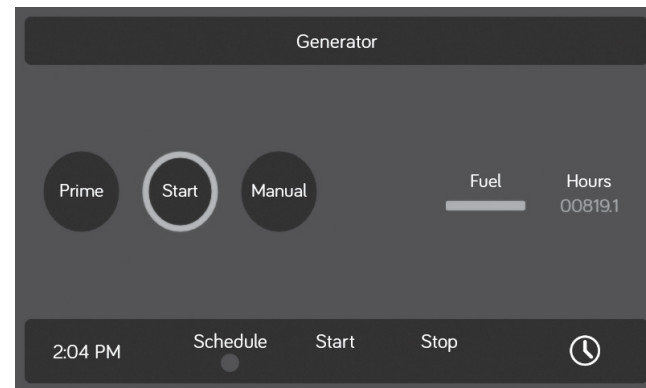 Generator
Prime Start Manual
Fuel Hours
00819.1
2:04 PM Schedule Start Stop